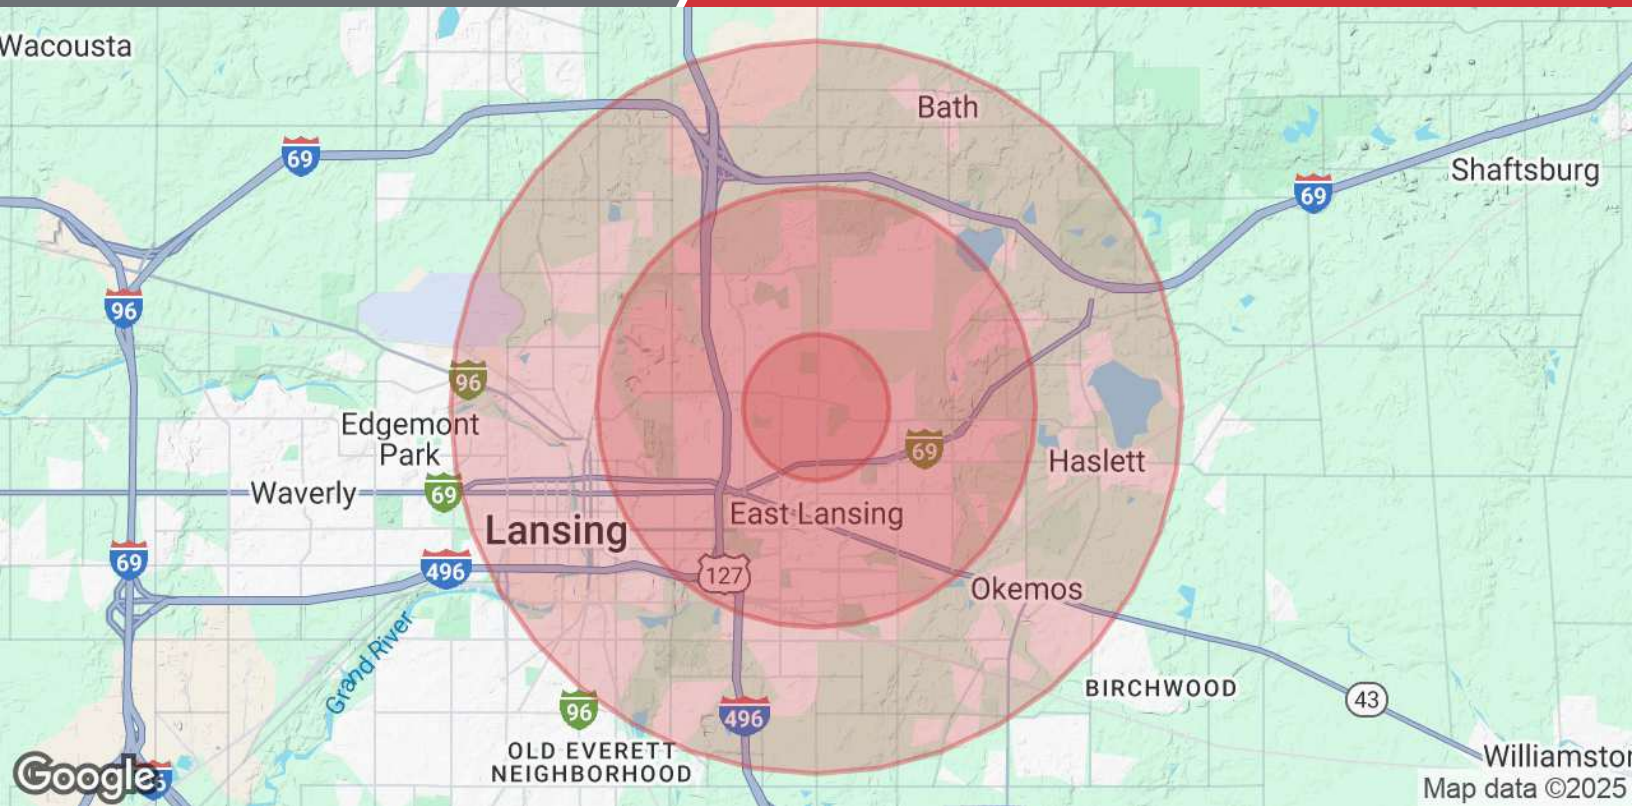 Wacousta
Bath
69
Shaftsburg
69
96
96
Edgemont
Park
69
Haslett
Waverly
69
East Lansing
Lansing
69
496
127
Okemos
Grand River
BIRCHWOOD
43
96
496
OLD EVERETT
NEIGHBORHOOD
Williamston
Google
Map data ©2025